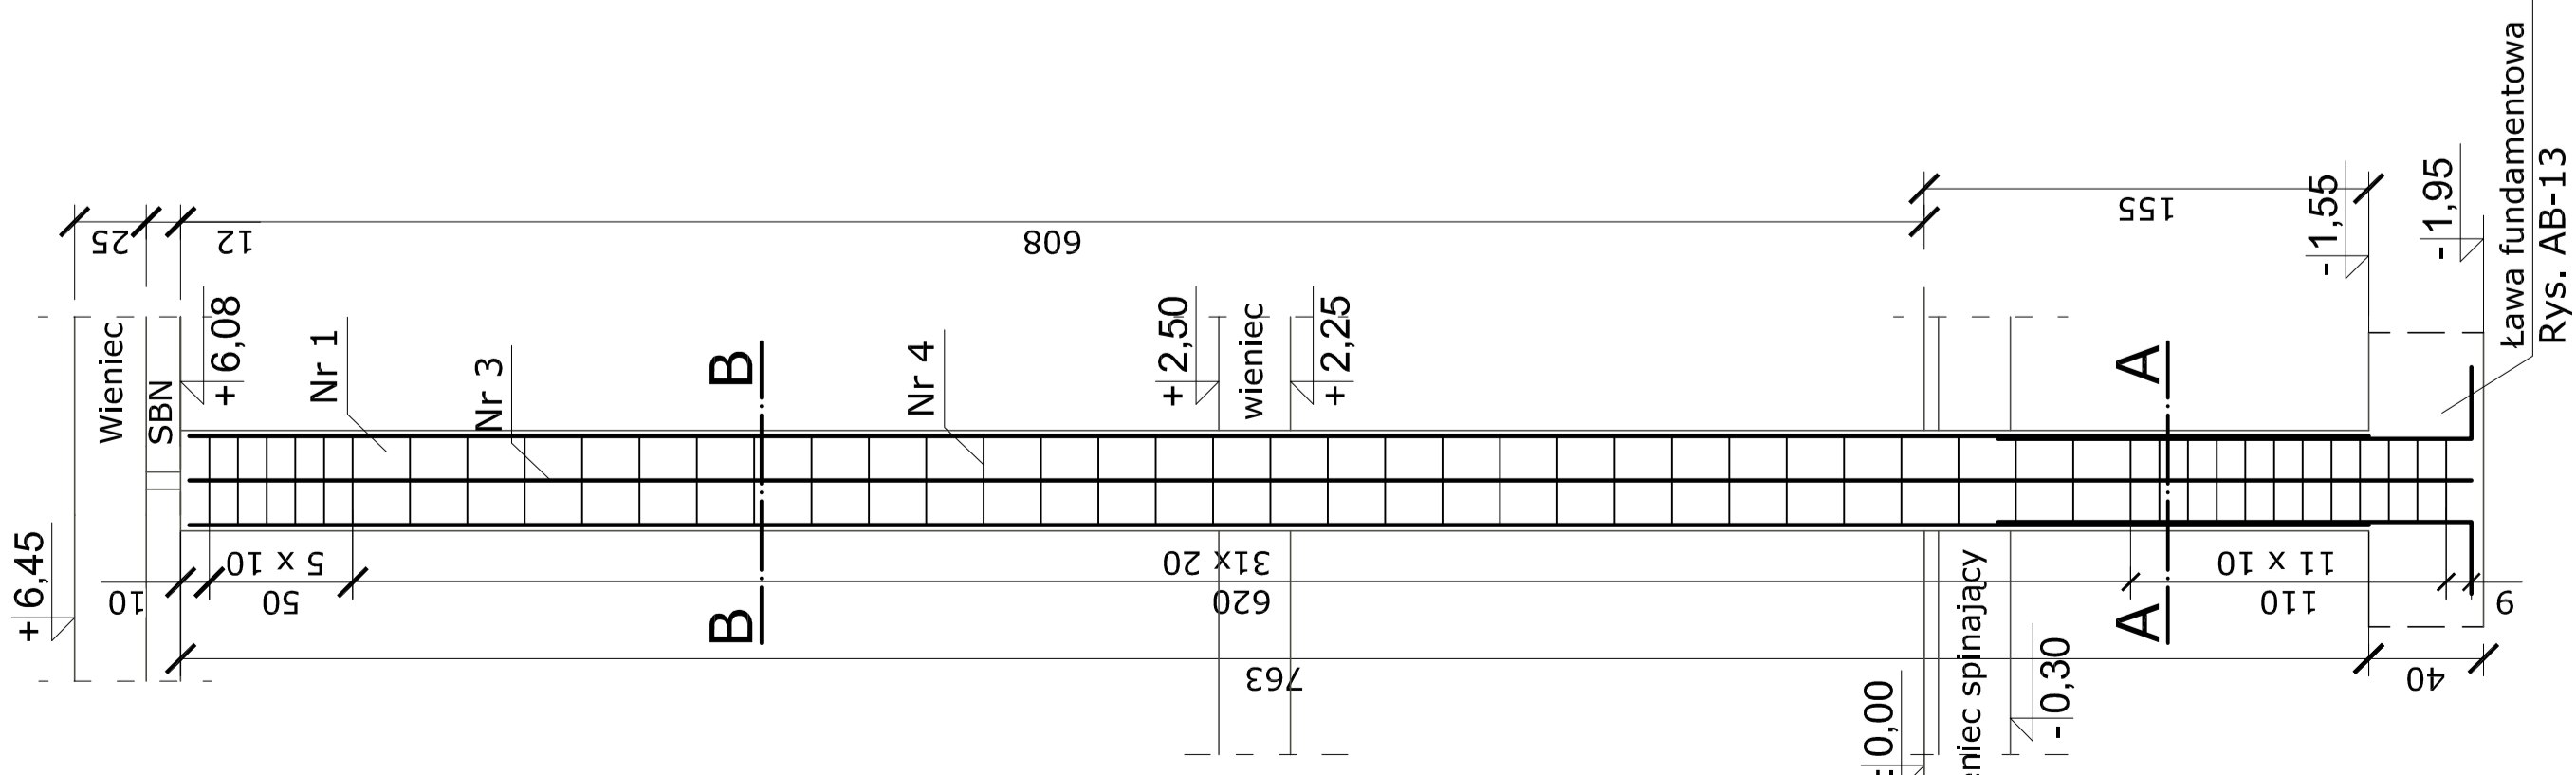 25
12
608
155
- 1,55
- 1,95
Ława fundamentowa
Rys. AB-13
Wieniec
SBN
+ 6,08
Nr 1
Nr 3
B
Nr 4
+ 2,50
wieniec
+ 2,25
A
+ 6,45
10
5 x 10
50
B
31x 20
620
11 x 10
110
A
9
763
40
0,00
spinający
- 0,30